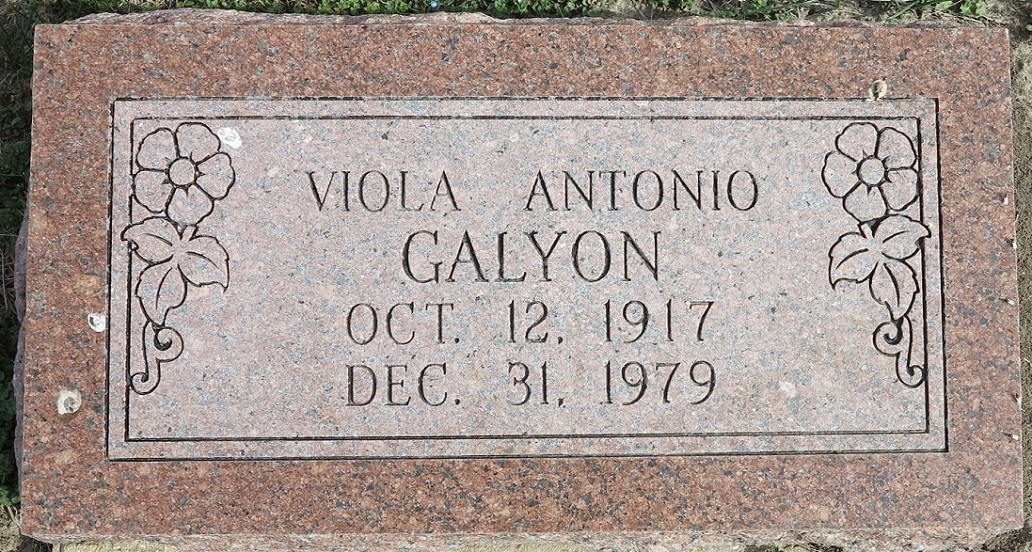 VIOLA ANTONIO
GALYON
OCT. 12, 1917
DEC. 31, 1979